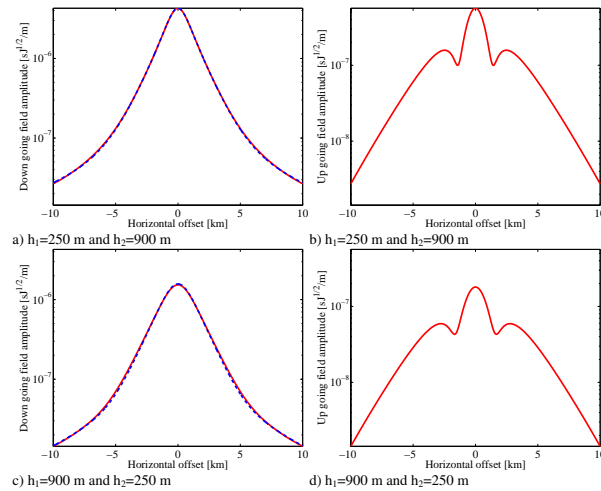 Down going field amplitude [sJ^1/2/m]
10^−6
10^−7
−10 −5 0 5 10
Horizontal offset [km]
a) h₁=250 m and h₂=900 m
Up going field amplitude [sJ^1/2/m]
10^−7
10^−8
−10 −5 0 5 10
Horizontal offset [km]
b) h₁=250 m and h₂=900 m
Down going field amplitude [sJ^1/2/m]
10^−6
10^−7
−10 −5 0 5 10
Horizontal offset [km]
c) h₁=900 m and h₂=250 m
Up going field amplitude [sJ^1/2/m]
10^−7
10^−8
−10 −5 0 5 10
Horizontal offset [km]
d) h₁=900 m and h₂=250 m